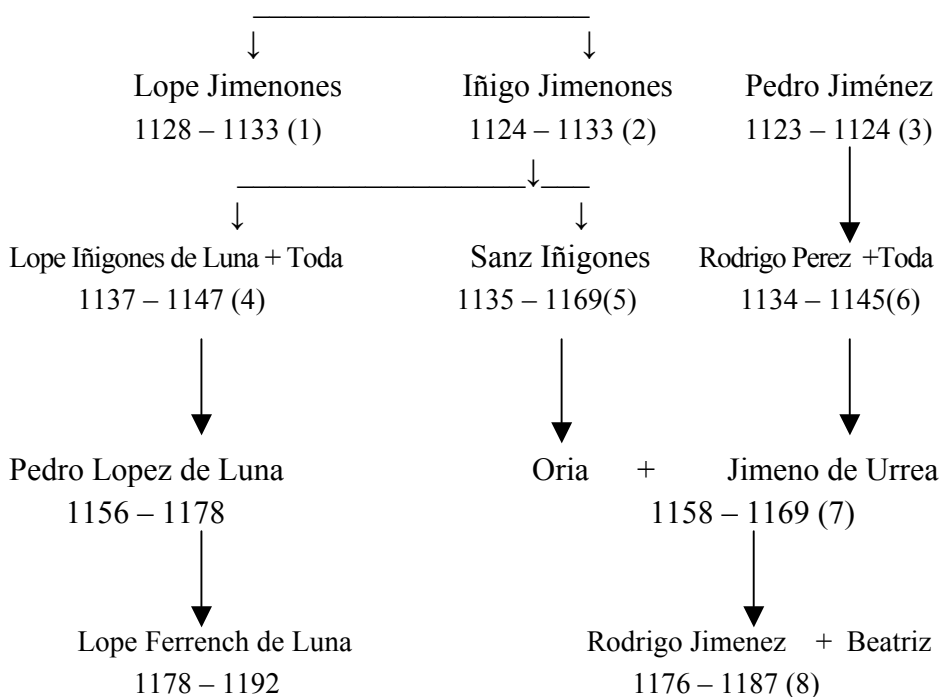 Lope Jimenones Iñigo Jimenones Pedro Jiménez
1128 – 1133 (1) 1124 – 1133 (2) 1123 – 1124 (3)
Lope Iñigones de Luna + Toda Sanz Iñigones Rodrigo Perez +Toda
1137 – 1147 (4) 1135 – 1169(5) 1134 – 1145(6)
Pedro Lopez de Luna Oria + Jimeno de Urrea
1156 – 1178 1158 – 1169 (7)
Lope Ferrench de Luna Rodrigo Jimenez + Beatriz
1178 – 1192 1176 – 1187 (8)